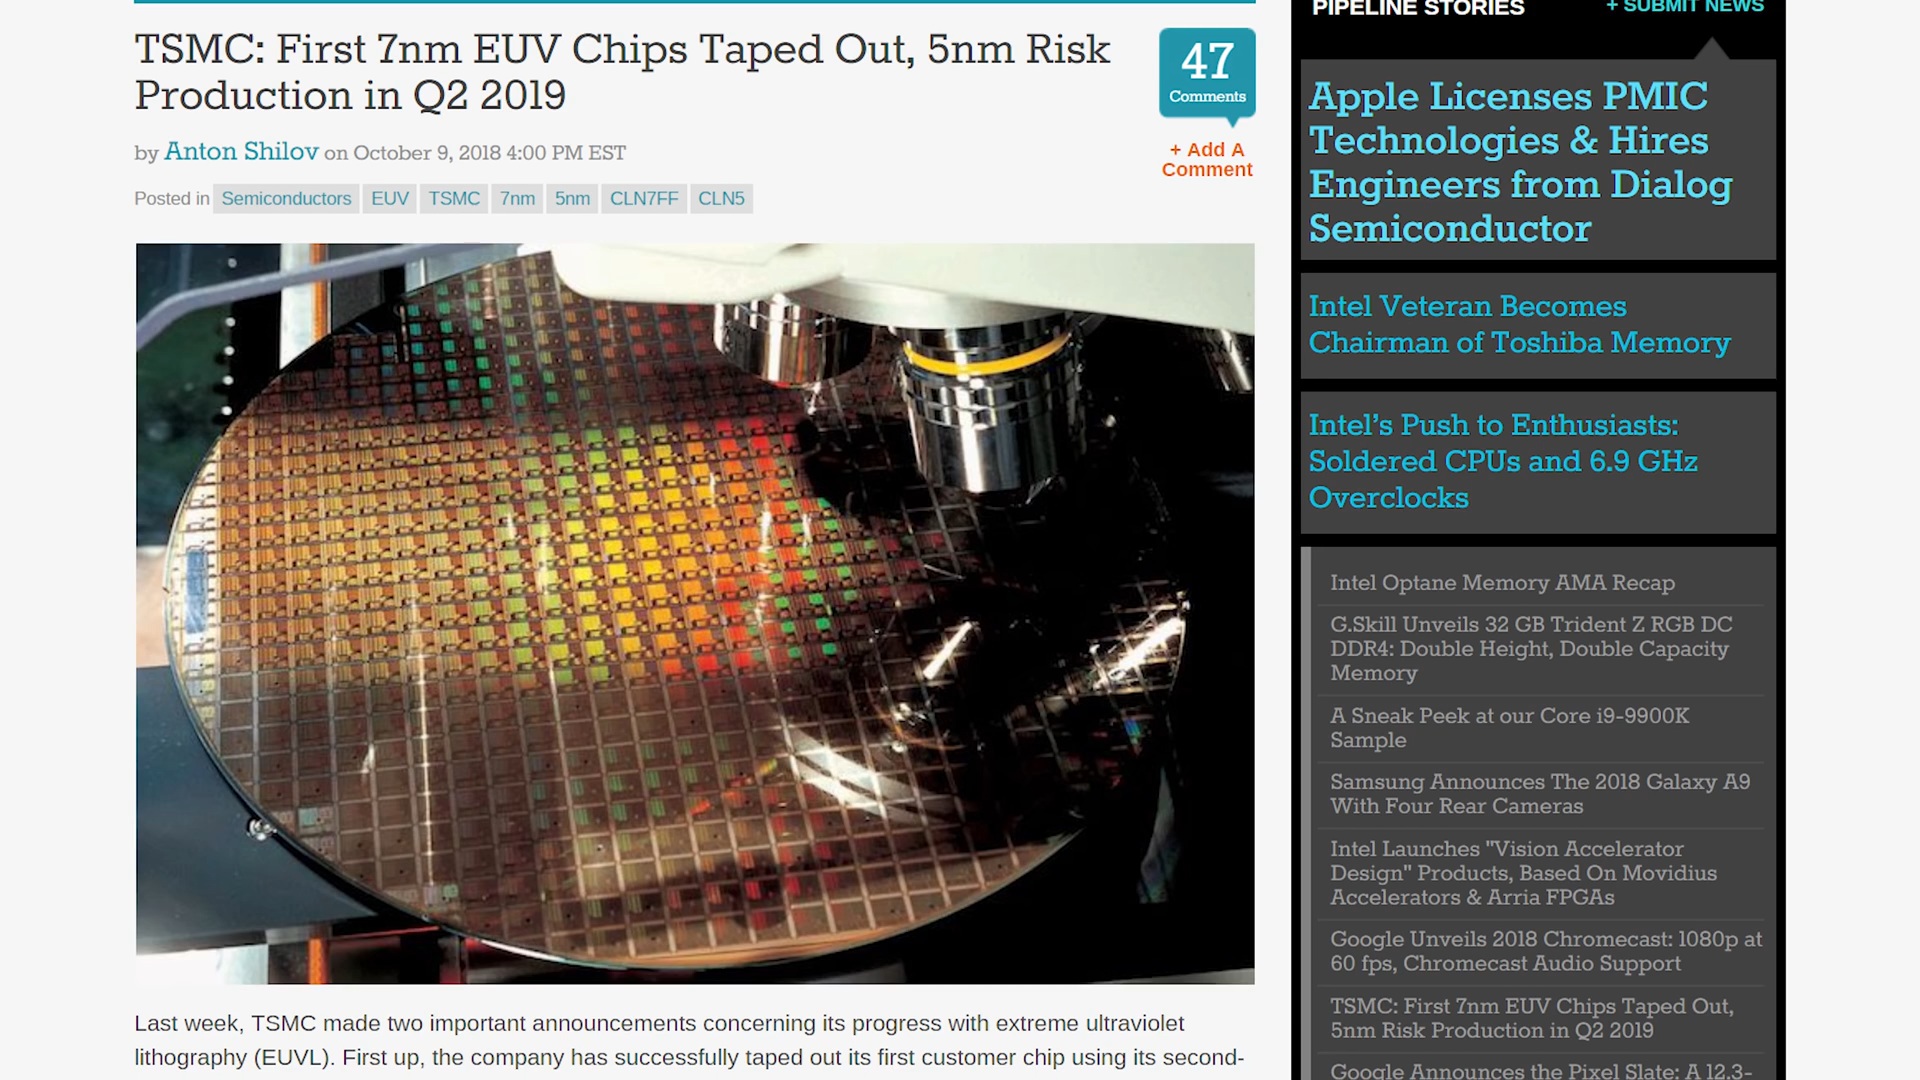 TSMC: First 7nm EUV Chips Taped Out, 5nm Risk
Production in Q2 2019
by Anton Shilov on October 9, 2018 4:00 PM EST
Posted in Semiconductors EUV TSMC 7nm 5nm CLN7FF CLN5
47
Comments
+ Add A
Comment
Last week, TSMC made two important announcements concerning its progress with extreme ultraviolet
lithography (EUVL). First up, the company has successfully taped out its first customer chip using its second-
PIPELINE STORIES
+ SUBMIT NEWS
Apple Licenses PMIC
Technologies & Hires
Engineers from Dialog
Semiconductor
Intel Veteran Becomes
Chairman of Toshiba Memory
Intel's Push to Enthusiasts:
Soldered CPUs and 6.9 GHz
Overclocks
Intel Optane Memory AMA Recap
G.Skill Unveils 32 GB Trident Z RGB DC
DDR4: Double Height, Double Capacity
Memory
A Sneak Peek at our Core i9-9900K
Sample
Samsung Announces The 2018 Galaxy A9
With Four Rear Cameras
Intel Launches "Vision Accelerator
Design" Products, Based On Movidius
Accelerators & Arria FPGAs
Google Unveils 2018 Chromecast: 1080p at
60 fps, Chromecast Audio Support
TSMC: First 7nm EUV Chips Taped Out,
5nm Risk Production in Q2 2019
Google Announces the Pixel Slate: A 12.3-